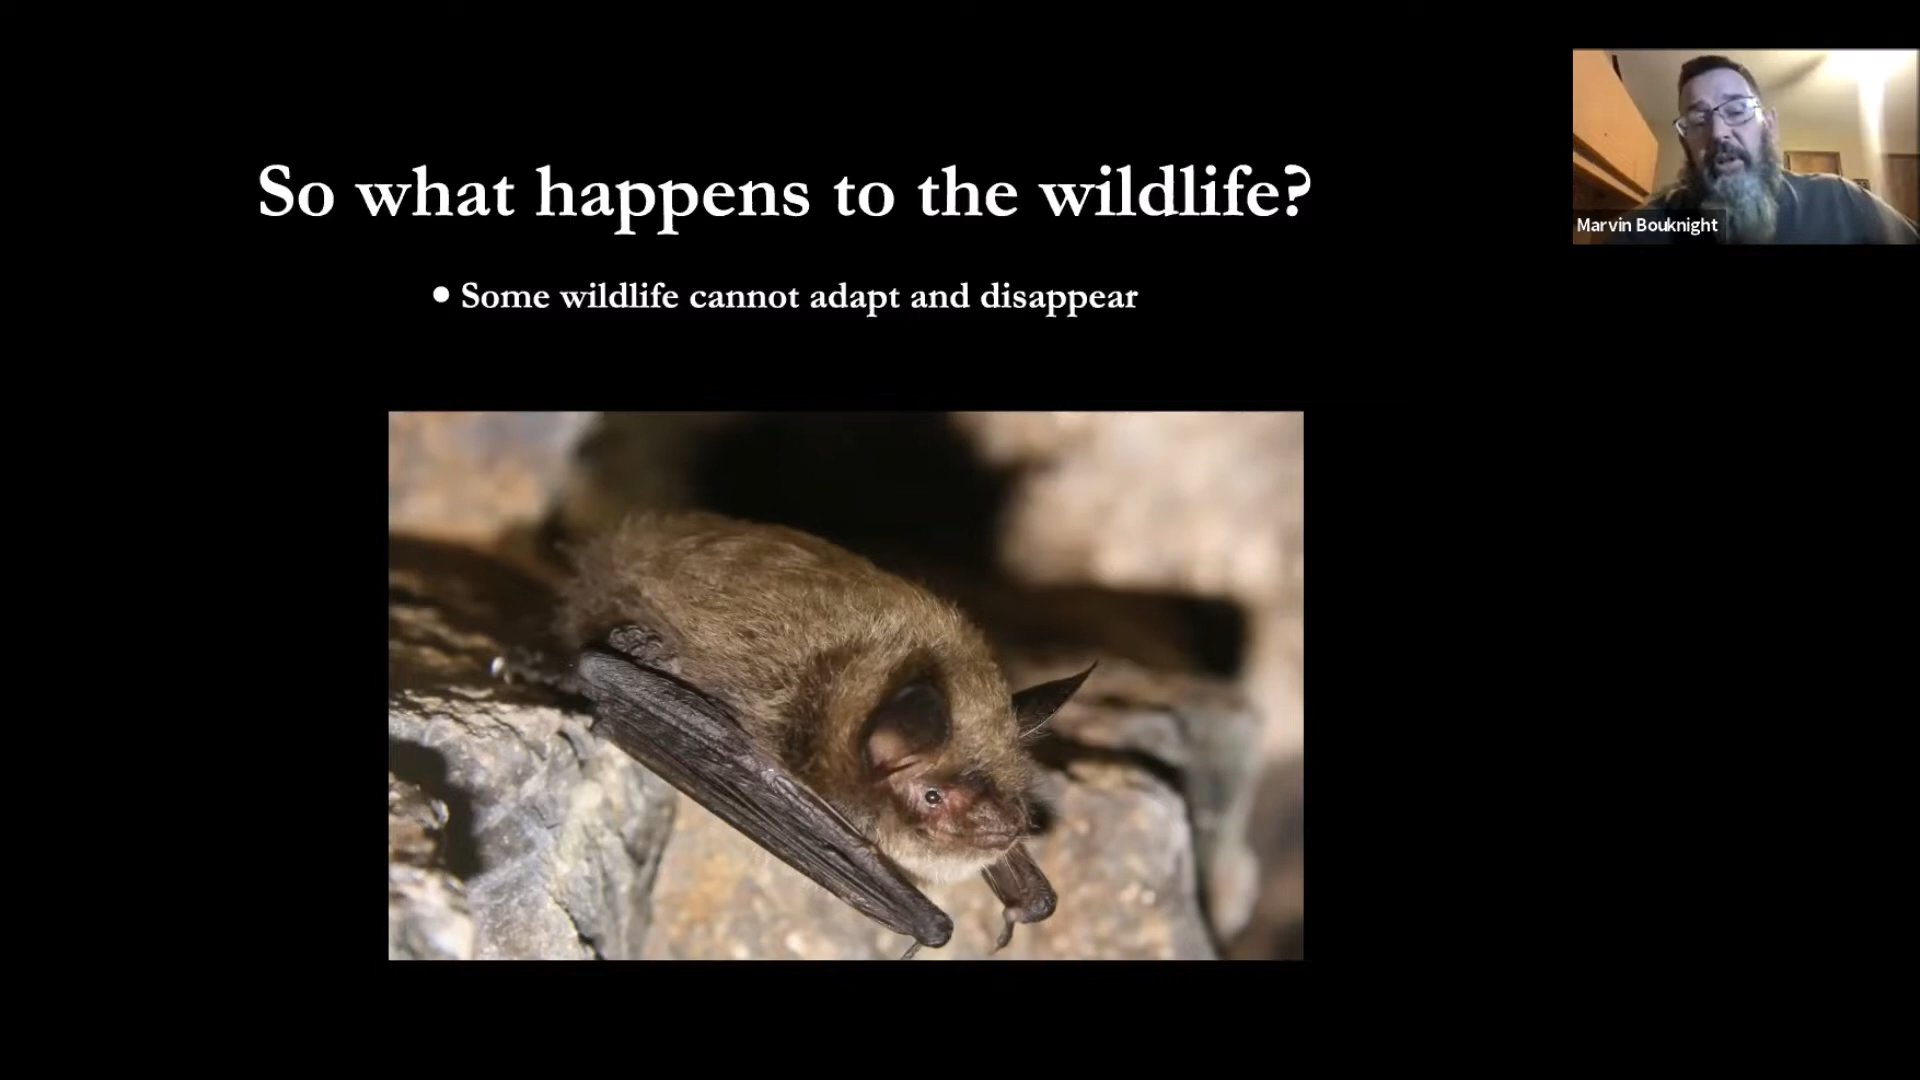 So what happens to the wildlife?
• Some wildlife cannot adapt and disappear
Marvin Bouknight